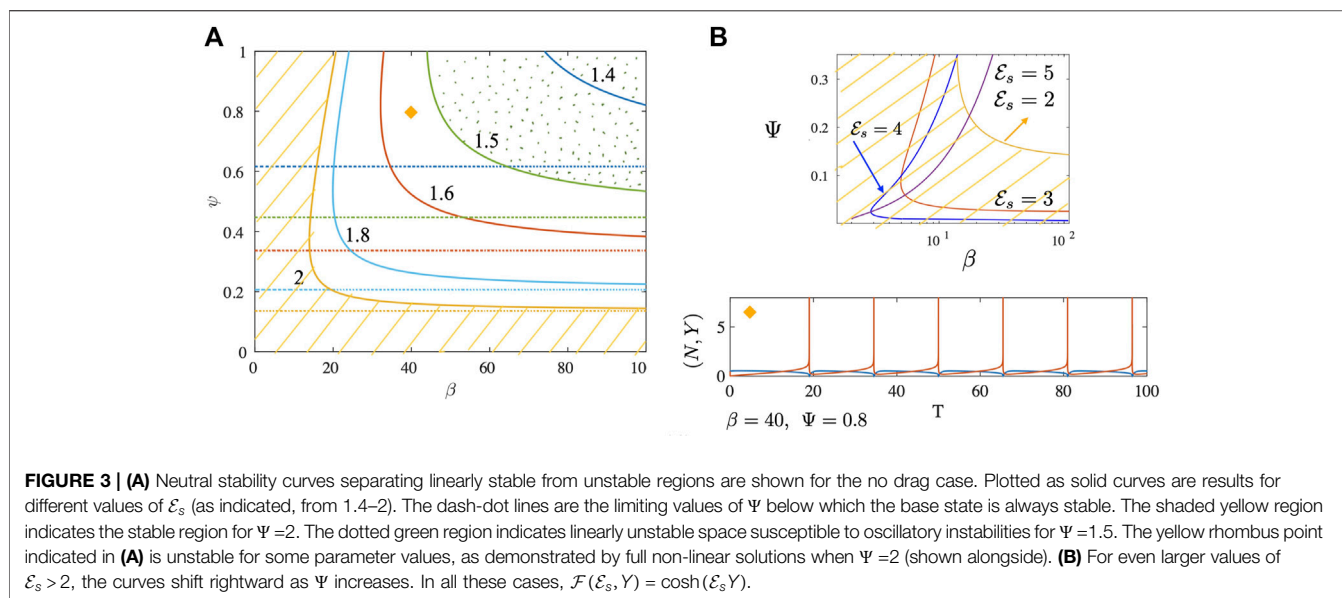 A
1
0.8
0.6
0.4
0.2
0
ψ
1.4
1.5
1.6
1.8
2
0 20 40 60 80 100
β
B
0.3
0.2
0.1
Ψ
ℰₛ = 5
ℰₛ = 2
ℰₛ = 4
ℰₛ = 3
10¹ 10²
β
5
0
(N, Y)
0 20 40 60 80 100
T
β = 40, Ψ = 0.8
FIGURE 3 | (A) Neutral stability curves separating linearly stable from unstable regions are shown for the no drag case. Plotted as solid curves are results for
different values of ℰₛ (as indicated, from 1.4–2). The dash-dot lines are the limiting values of Ψ below which the base state is always stable. The shaded yellow region
indicates the stable region for Ψ =2. The dotted green region indicates linearly unstable space susceptible to oscillatory instabilities for Ψ =1.5. The yellow rhombus point
indicated in (A) is unstable for some parameter values, as demonstrated by full non-linear solutions when Ψ =2 (shown alongside). (B) For even larger values of
ℰₛ > 2, the curves shift rightward as Ψ increases. In all these cases, ℱ(ℰₛ, Y) = cosh(ℰₛY).